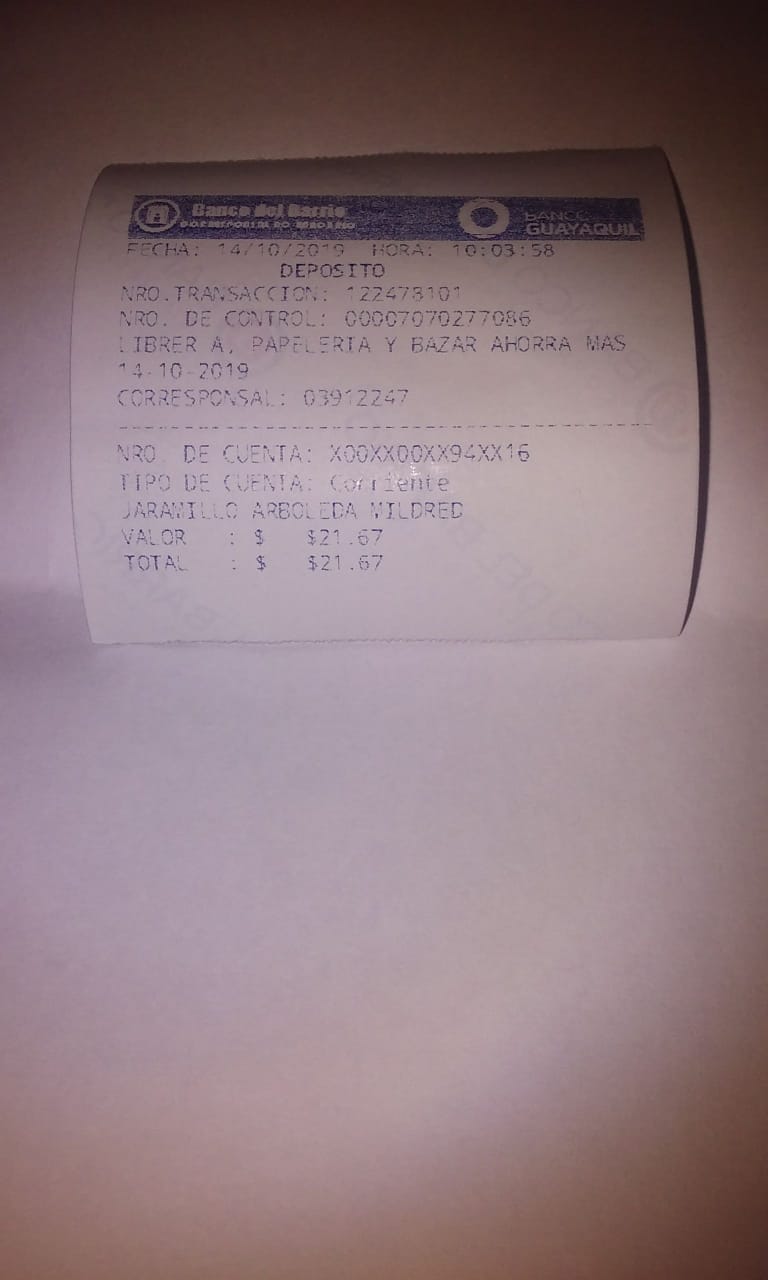 Banco del Barrio
BANCO GUAYAQUIL
FECHA: 14/10/2019 HORA: 10:03:58
DEPOSITO
NRO.TRANSACCION: 122478101
NRO. DE CONTROL: 00007070277086
LIBRER A, PAPELERIA Y BAZAR AHORRA MAS
14-10-2019
CORRESPONSAL: 03912247
NRO. DE CUENTA: X00XX00XX94XX16
TIPO DE CUENTA: Corriente
JARAMILLO ARBOLEDA MILDRED
VALOR : $ $21.67
TOTAL : $ $21.67